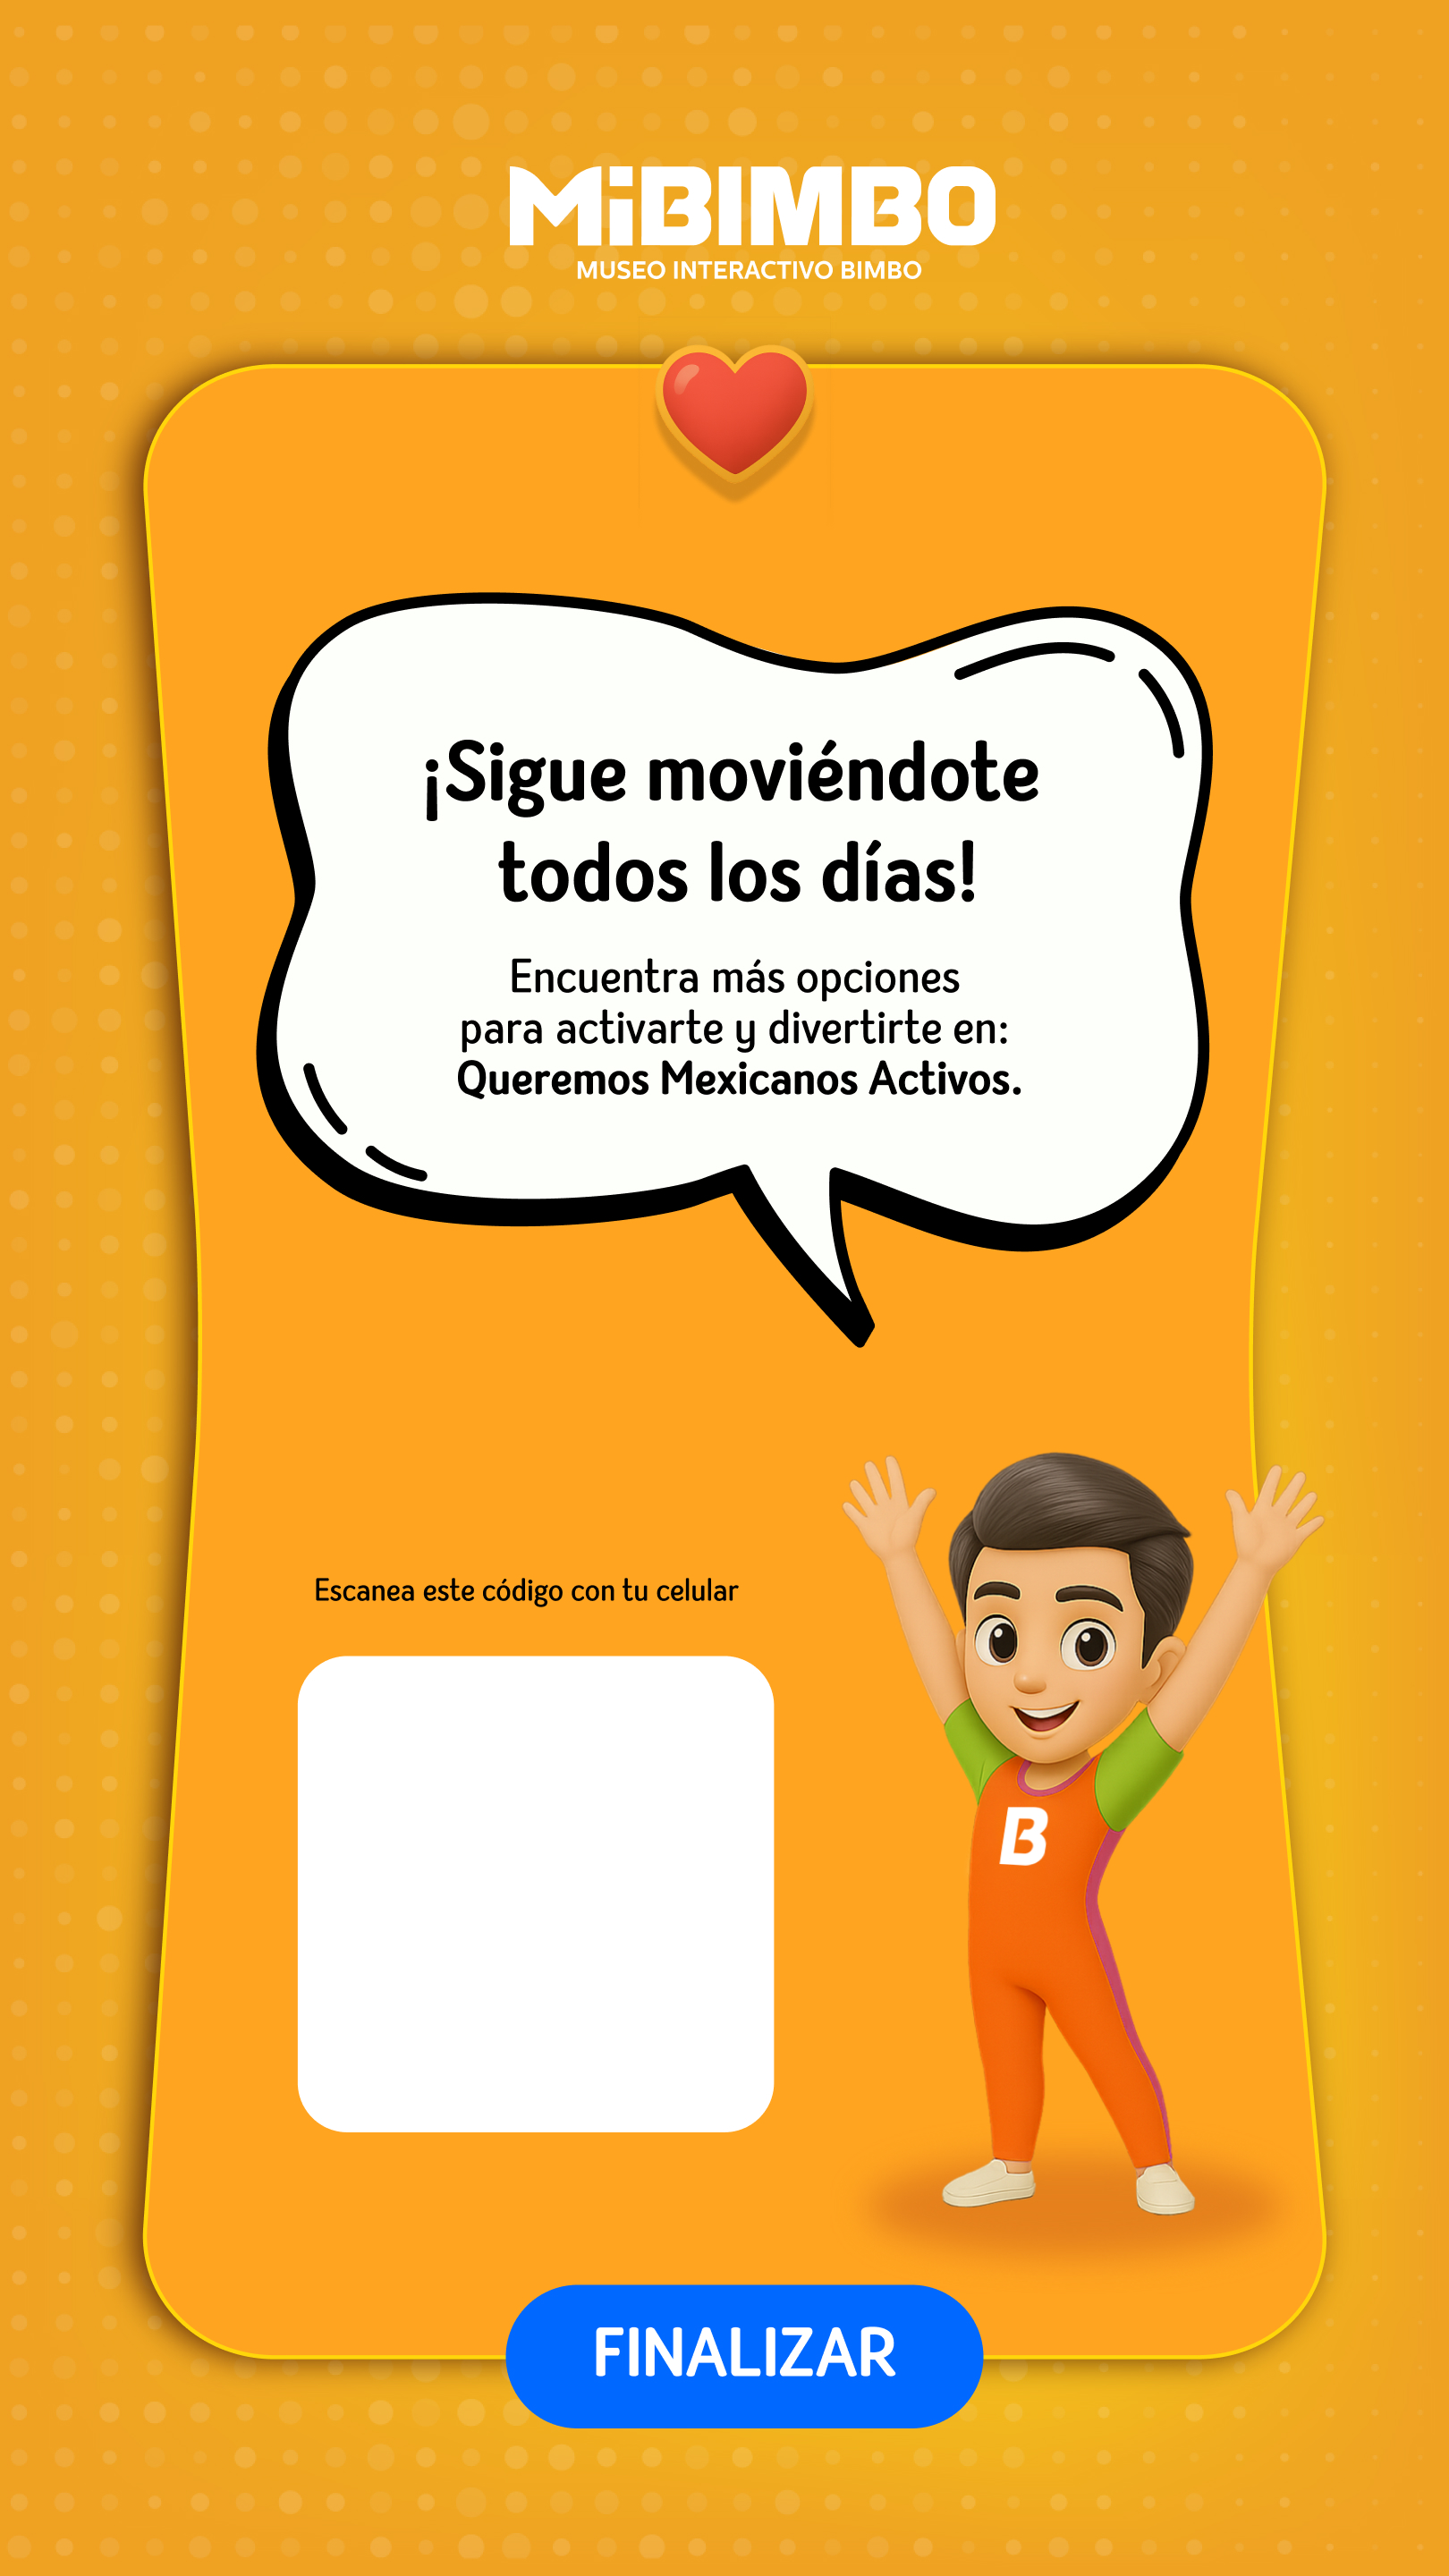 MiBIMBO
MUSEO INTERACTIVO BIMBO
¡Sigue moviéndote
todos los días!
Encuentra más opciones
para activarte y divertirte en:
Queremos Mexicanos Activos.
Escanea este código con tu celular
B
FINALIZAR